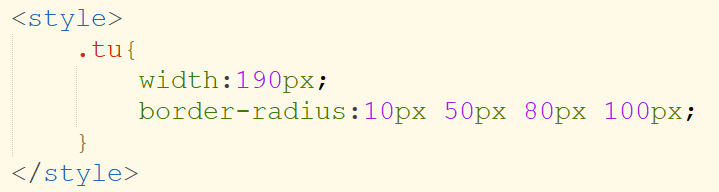 <style>
.tu{
width:190px;
border-radius:10px 50px 80px 100px;
}
</style>